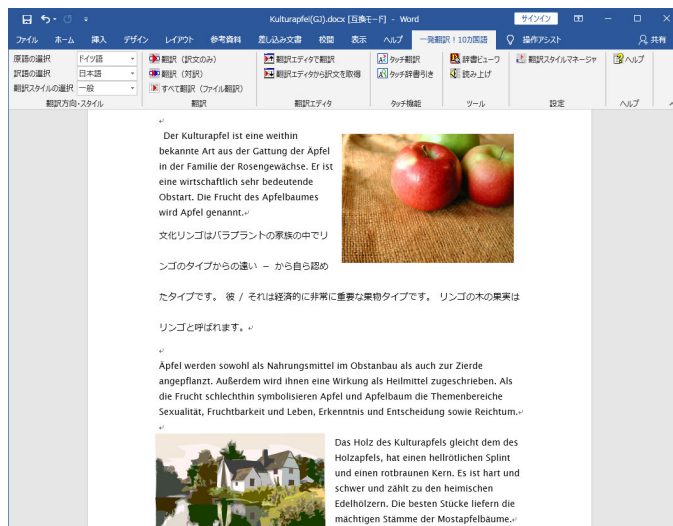 Kulturapfel(GJ).docx [互換モード] - Word
サインイン
ファイル ホーム 挿入 デザイン レイアウト 参考資料 差し込み文書 校閲 表示 ヘルプ 一発翻訳！10カ国語 操作アシスト 共有
原語の選択 ドイツ語 翻訳（訳文のみ） 翻訳エディタで翻訳 タッチ翻訳 辞書ビューワ 翻訳スタイルマネージャ ヘルプ
訳語の選択 日本語 翻訳（対訳） 翻訳エディタから訳文を取得 タッチ辞書引き 読み上げ
翻訳スタイルの選択 一般 すべて翻訳（ファイル翻訳）
翻訳方向・スタイル 翻訳 翻訳エディタ タッチ機能 ツール 設定 ヘルプ
Der Kulturapfel ist eine weithin
bekannte Art aus der Gattung der Äpfel
in der Familie der Rosengewächse. Er ist
eine wirtschaftlich sehr bedeutende
Obstart. Die Frucht des Apfelbaumes
wird Apfel genannt.
文化リンゴはバラプラントの家族の中でリ
ンゴのタイプからの遠い － から自ら認め
たタイプです。 彼 / それは経済的に非常に重要な果物タイプです。 リンゴの木の果実は
リンゴと呼ばれます。
Äpfel werden sowohl als Nahrungsmittel im Obstanbau als auch zur Zierde
angepflanzt. Außerdem wird ihnen eine Wirkung als Heilmittel zugeschrieben. Als
die Frucht schlechthin symbolisieren Apfel und Apfelbaum die Themenbereiche
Sexualität, Fruchtbarkeit und Leben, Erkenntnis und Entscheidung sowie Reichtum.
Das Holz des Kulturapfels gleicht dem des
Holzapfels, hat einen hellrötlichen Splint
und einen rotbraunen Kern. Es ist hart und
schwer und zählt zu den heimischen
Edelhölzern. Die besten Stücke liefern die
mächtigen Stämme der Mostapfelbäume.